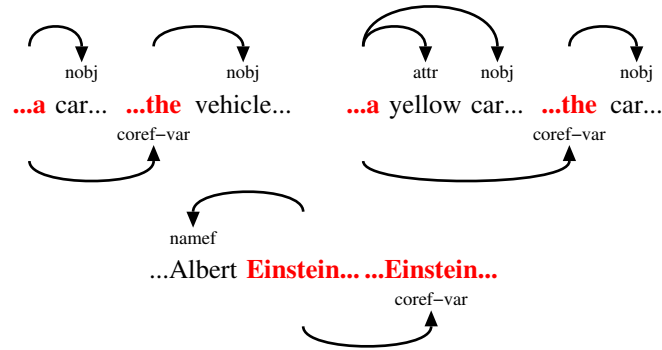 nobj nobj attr nobj nobj
...a car... ...the vehicle... ...a yellow car... ...the car...
coref−var coref−var
namef
...Albert Einstein... ...Einstein...
coref−var